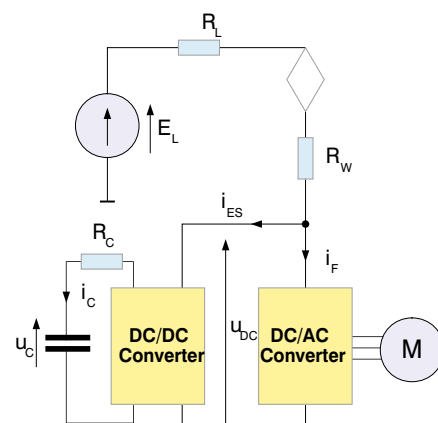 R_L
E_L
R_W
i_ES
R_C
i_F
i_C
u_C
DC/DC
Converter
u_DC
DC/AC
Converter
M